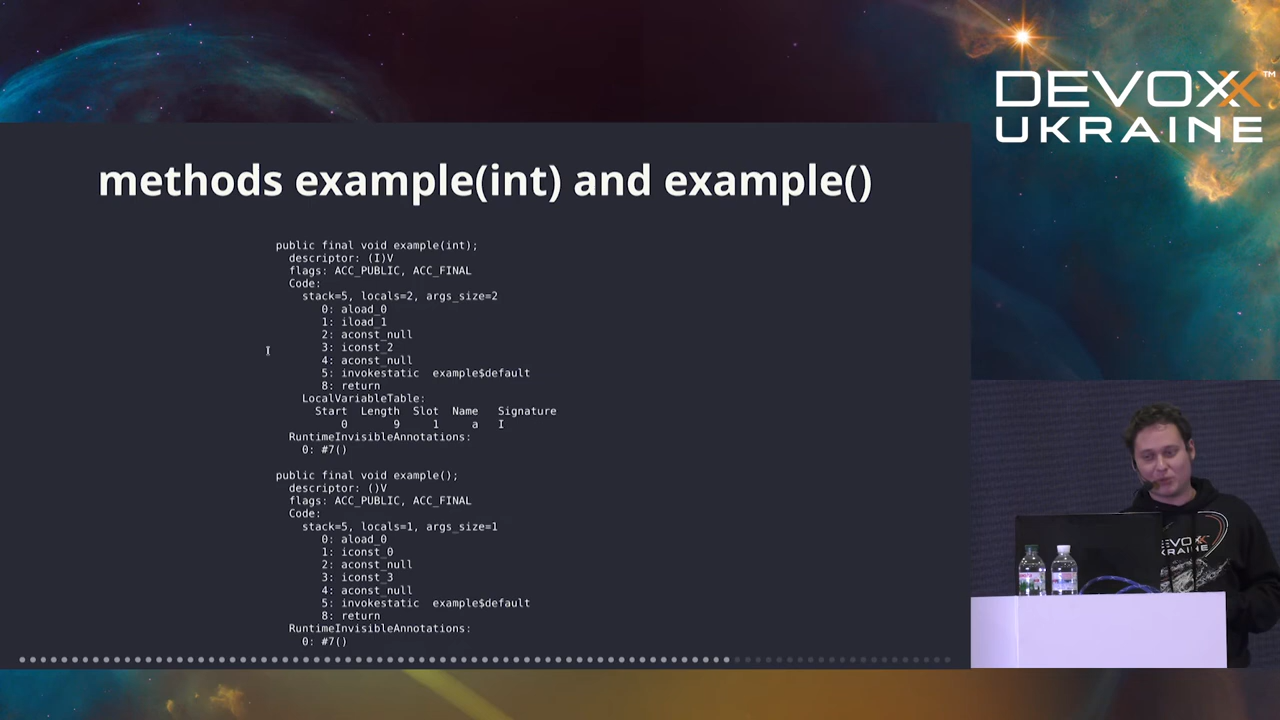 DEVOXX™
UKRAINE
methods example(int) and example()
public final void example(int);
descriptor: (I)V
flags: ACC_PUBLIC, ACC_FINAL
Code:
stack=5, locals=2, args_size=2
0: aload_0
1: iload_1
2: aconst_null
3: iconst_2
4: aconst_null
5: invokestatic example$default
8: return
LocalVariableTable:
Start Length Slot Name Signature
0 9 1 a I
RuntimeInvisibleAnnotations:
0: #7()
public final void example();
descriptor: ()V
flags: ACC_PUBLIC, ACC_FINAL
Code:
stack=5, locals=1, args_size=1
0: aload_0
1: iconst_0
2: aconst_null
3: iconst_3
4: aconst_null
5: invokestatic example$default
8: return
RuntimeInvisibleAnnotations:
0: #7()